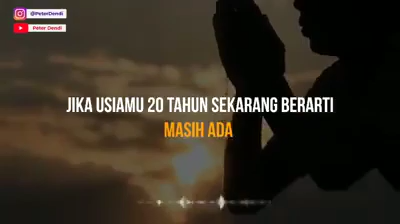 @PeterDendi
Peter Dendi
JIKA USIAMU 20 TAHUN SEKARANG BERARTI
MASIH ADA